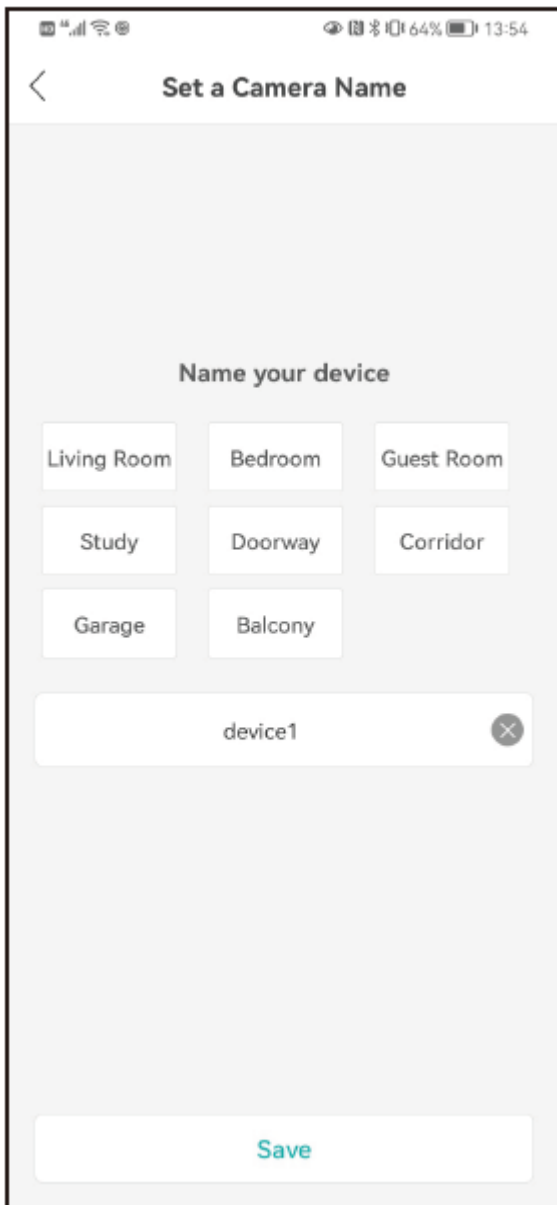 64% 13:54
Set a Camera Name
Name your device
Living Room Bedroom Guest Room
Study Doorway Corridor
Garage Balcony
device1
Save